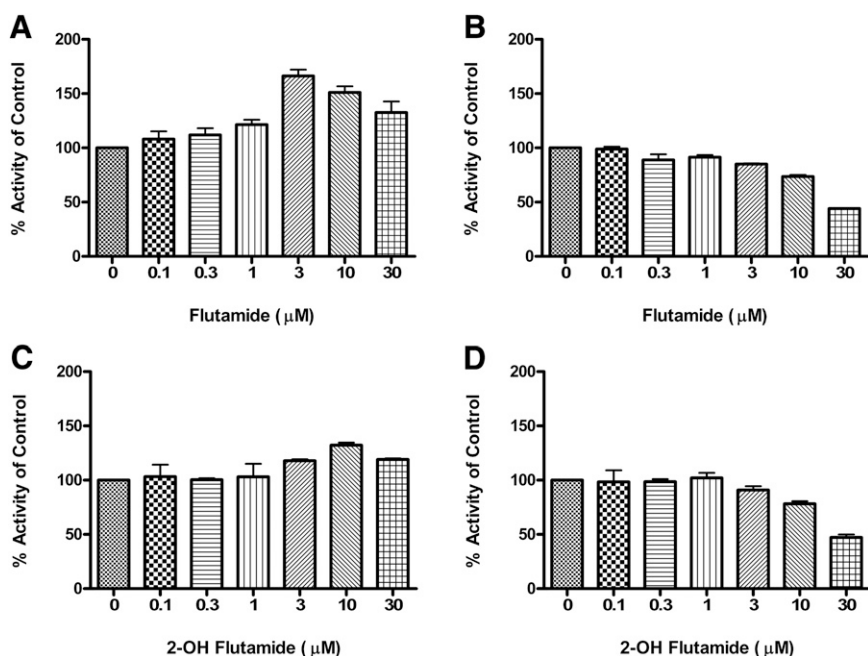 A
% Activity of Control
200
150
100
50
0
0 0.1 0.3 1 3 10 30
Flutamide (μM)
B
% Activity of Control
200
150
100
50
0
0 0.1 0.3 1 3 10 30
Flutamide (μM)
C
% Activity of Control
200
150
100
50
0
0 0.1 0.3 1 3 10 30
2-OH Flutamide (μM)
D
% Activity of Control
200
150
100
50
0
0 0.1 0.3 1 3 10 30
2-OH Flutamide (μM)